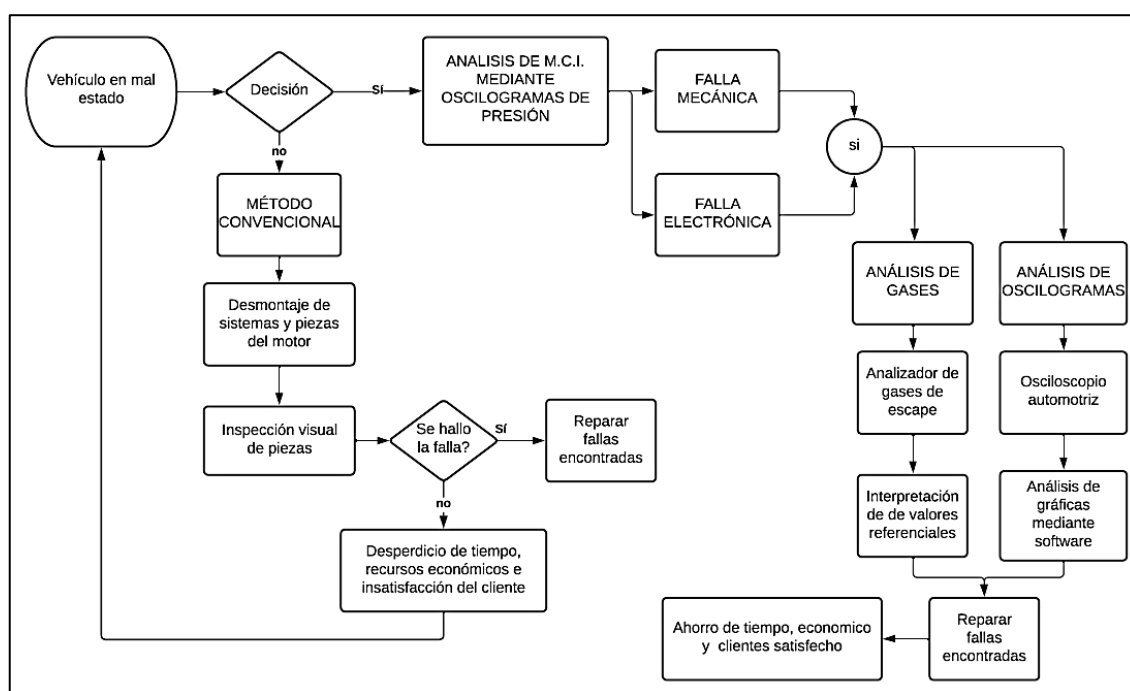 Vehículo en mal
estado
Decisión
Sí
ANALISIS DE M.C.I.
MEDIANTE
OSCILOGRAMAS DE
PRESIÓN
FALLA
MECÁNICA
si
FALLA
ELECTRÓNICA
no
MÉTODO
CONVENCIONAL
Desmontaje de
sistemas y piezas
del motor
Inspección visual
de piezas
Se hallo
la falla?
Sí
Reparar
fallas
encontradas
no
Desperdicio de tiempo,
recursos económicos e
insatisfacción del cliente
ANÁLISIS DE
GASES
ANÁLISIS DE
OSCILOGRAMAS
Analizador de
gases de
escape
Osciloscopio
automotriz
Interpretación
de de valores
referenciales
Análisis de
gráficas
mediante
software
Reparar
fallas
encontradas
Ahorro de tiempo, economico
y clientes satisfecho